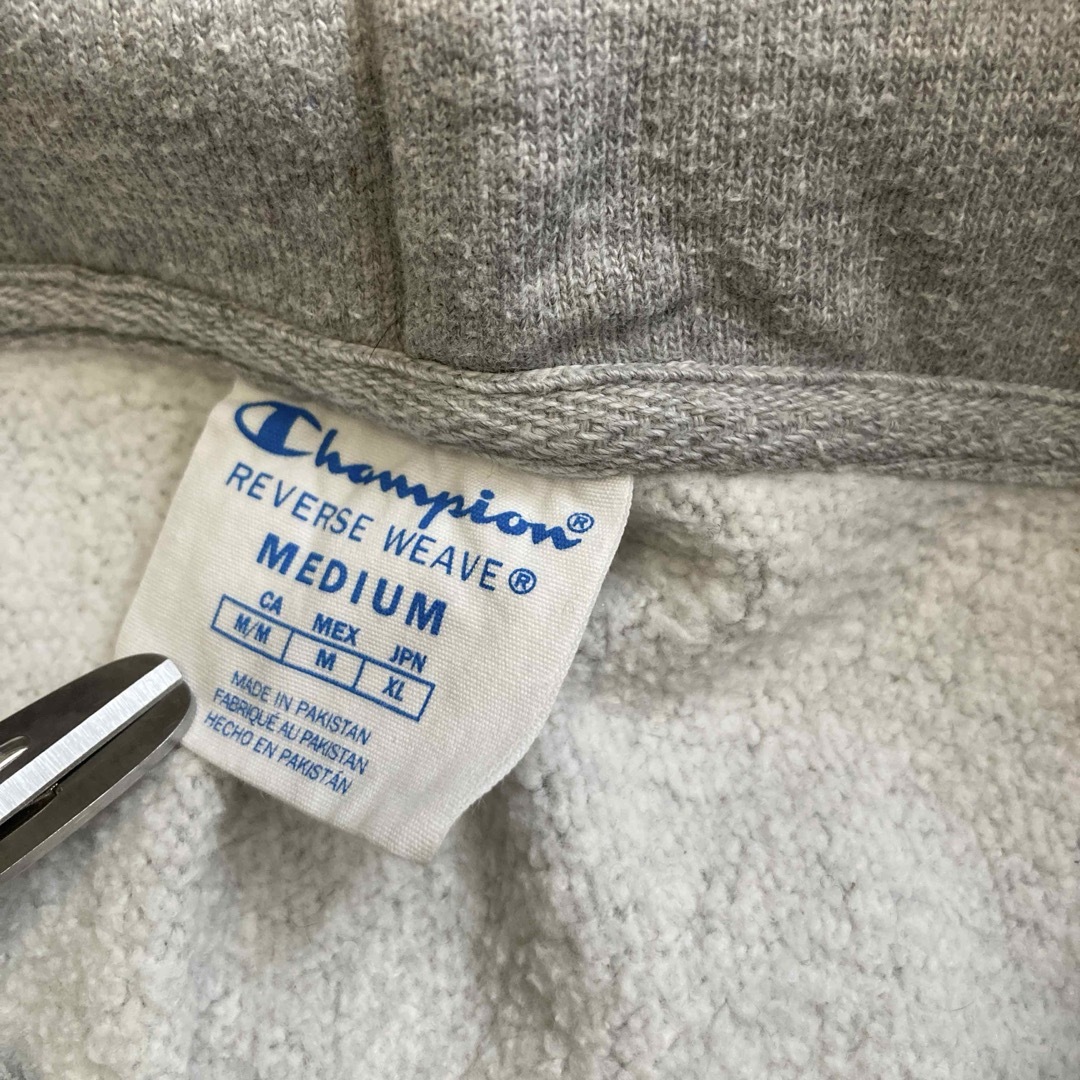 Champion®
REVERSE WEAVE®
MEDIUM
CA MEX JPN
M/M M XL
MADE IN PAKISTAN
FABRIQUÉ AU PAKISTAN
HECHO EN PAKISTÁN